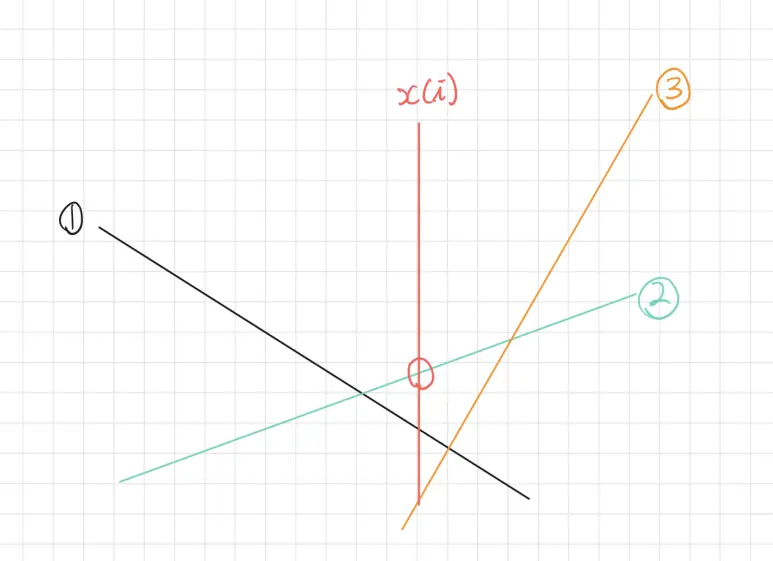 x(i)
③
①
②